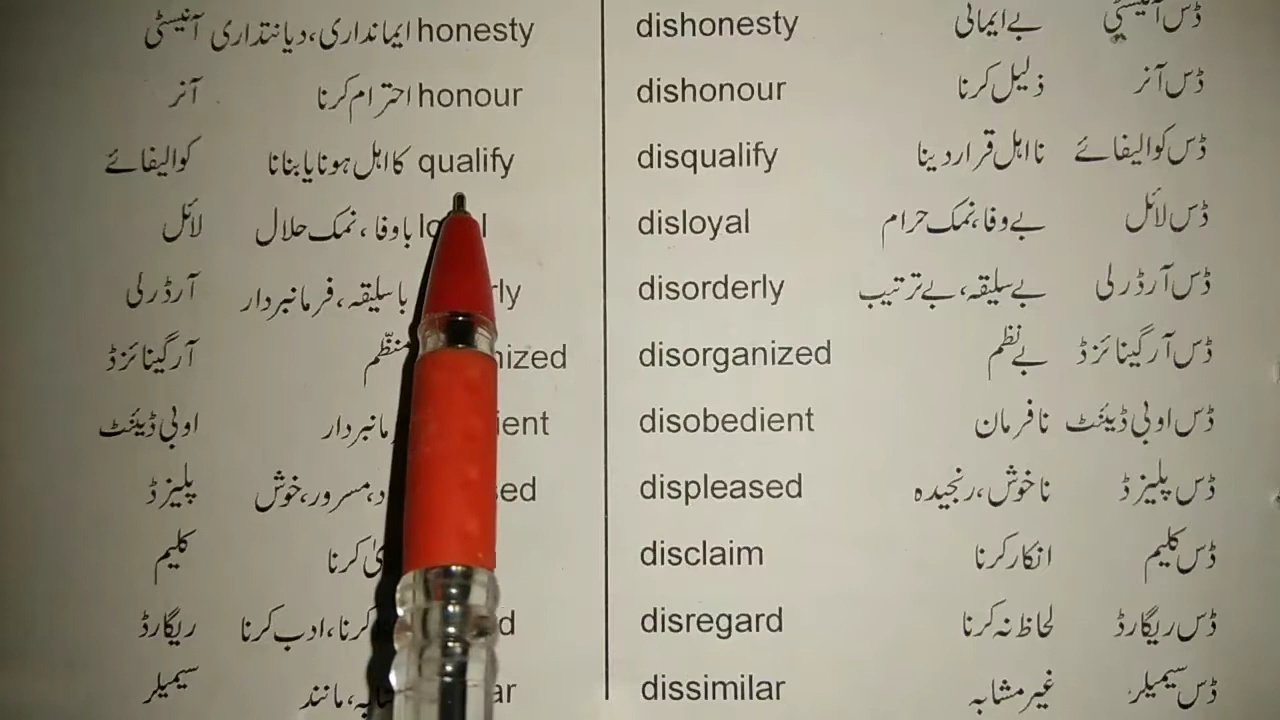 honesty ایمانداری، دیانتداری آنیسٹی dishonesty بے ایمانی ڈس آنیسٹی
honour احترام کرنا آنر dishonour ذلیل کرنا ڈس آنر
qualify کا اہل ہونا یا بنانا کوالیفائے disqualify نااہل قرار دینا ڈس کوالیفائے
باوفا، نمک حلال لائل disloyal بے وفا، نمک حرام ڈس لائل
باسلیقہ، فرمانبردار آرڈرلی disorderly بے سلیقہ، بے ترتیب ڈس آرڈرلی
منظّم آرگینائزڈ disorganized بے نظم ڈس آرگینائزڈ
اوبی ڈیئنٹ disobedient نافرمان ڈس اوبی ڈیئنٹ
مسرور، خوش پلیزڈ displeased ناخوش، رنجیدہ ڈس پلیزڈ
کرنا کلیم disclaim انکار کرنا ڈس کلیم
کرنا، ادب کرنا ریگارڈ disregard لحاظ نہ کرنا ڈس ریگارڈ
مانند سیمیلر dissimilar غیر مشابہ ڈس سیمیلر